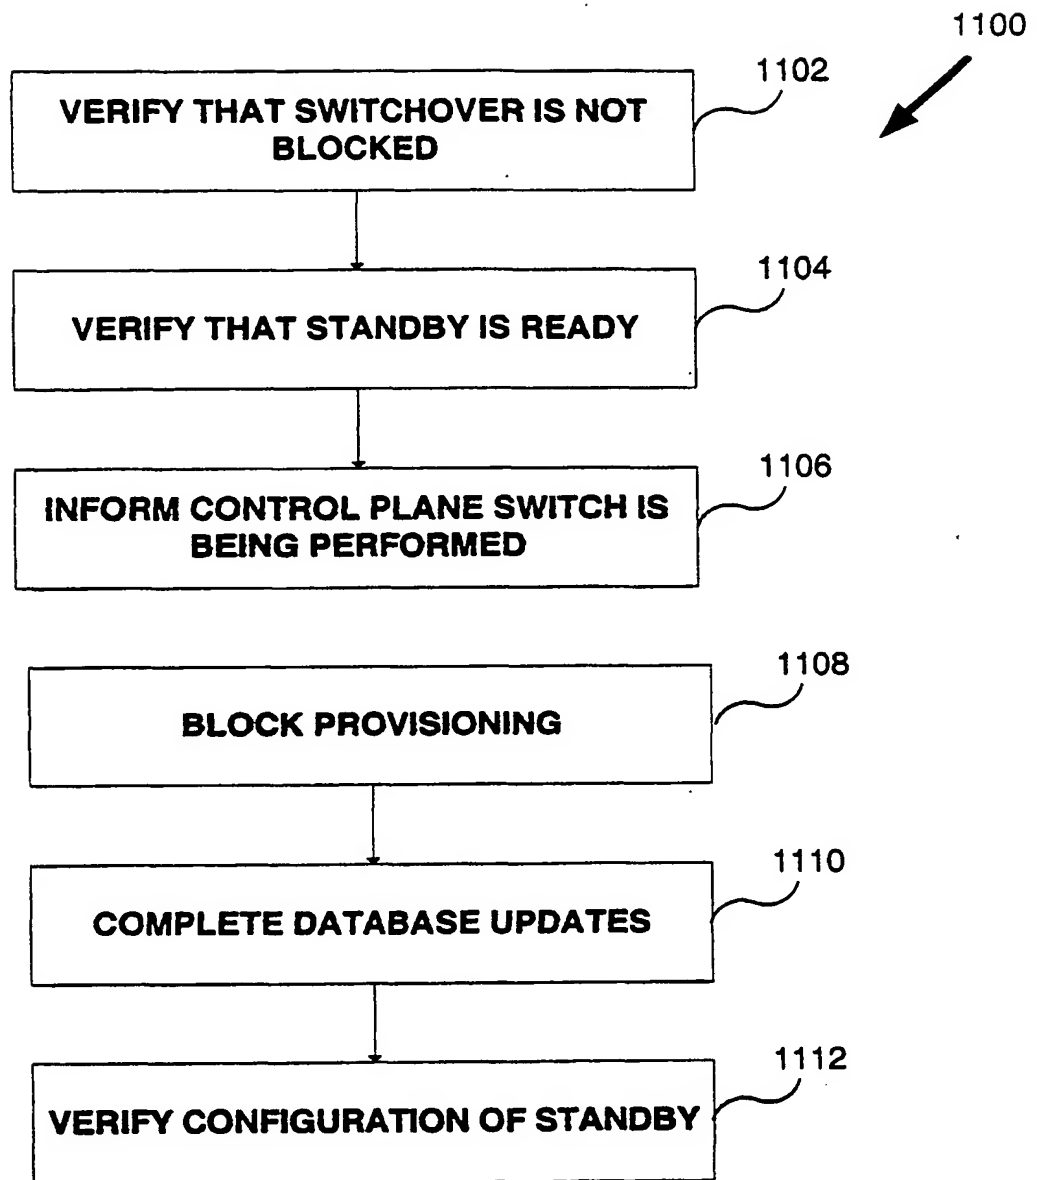 1100
1102
VERIFY THAT SWITCHOVER IS NOT
BLOCKED
1104
VERIFY THAT STANDBY IS READY
1106
INFORM CONTROL PLANE SWITCH IS
BEING PERFORMED
1108
BLOCK PROVISIONING
1110
COMPLETE DATABASE UPDATES
1112
VERIFY CONFIGURATION OF STANDBY